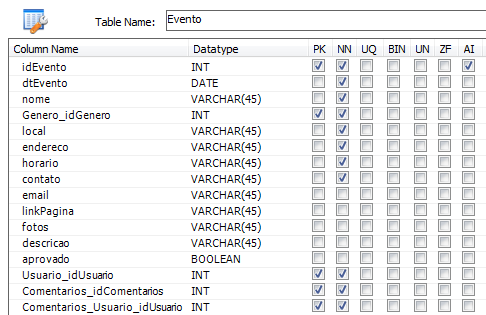 Table Name: Evento
Column Name Datatype PK NN UQ BIN UN ZF AI
idEvento INT
dtEvento DATE
nome VARCHAR(45)
Genero_idGenero INT
local VARCHAR(45)
endereco VARCHAR(45)
horario VARCHAR(45)
contato VARCHAR(45)
email VARCHAR(45)
linkPagina VARCHAR(45)
fotos VARCHAR(45)
descricao VARCHAR(45)
aprovado BOOLEAN
Usuario_idUsuario INT
Comentarios_idComentarios INT
Comentarios_Usuario_idUsuario INT